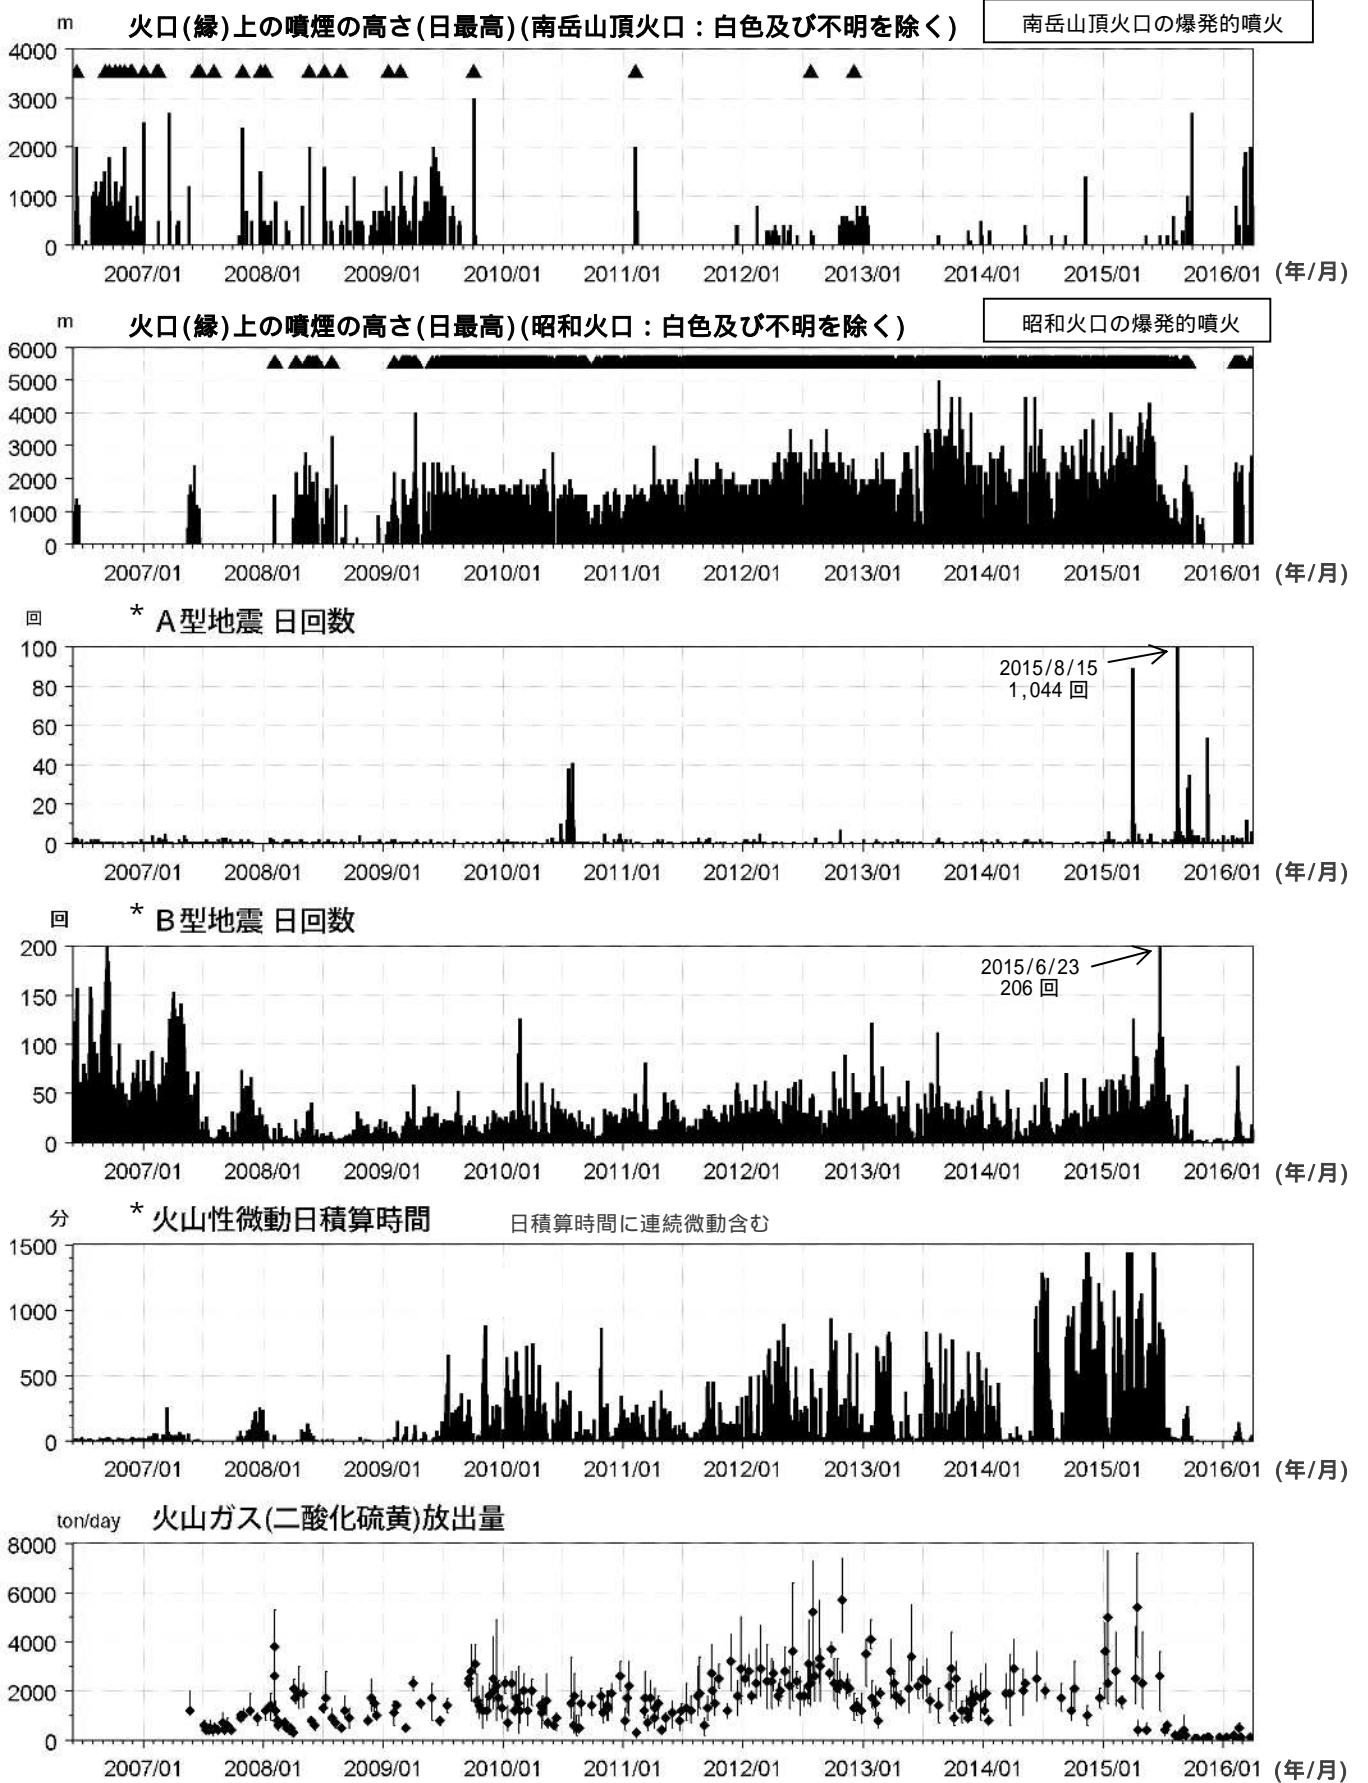 m 火口(縁)上の噴煙の高さ(日最高)(南岳山頂火口：白色及び不明を除く) 南岳山頂火口の爆発的噴火
4000
3000
2000
1000
0
2007/01 2008/01 2009/01 2010/01 2011/01 2012/01 2013/01 2014/01 2015/01 2016/01 (年/月)
m 火口(縁)上の噴煙の高さ(日最高)(昭和火口：白色及び不明を除く) 昭和火口の爆発的噴火
6000
5000
4000
3000
2000
1000
0
2007/01 2008/01 2009/01 2010/01 2011/01 2012/01 2013/01 2014/01 2015/01 2016/01 (年/月)
回 * A型地震 日回数
100
2015/8/15
1,044 回
80
60
40
20
0
2007/01 2008/01 2009/01 2010/01 2011/01 2012/01 2013/01 2014/01 2015/01 2016/01 (年/月)
回 * B型地震 日回数
200
2015/6/23
206 回
150
100
50
0
2007/01 2008/01 2009/01 2010/01 2011/01 2012/01 2013/01 2014/01 2015/01 2016/01 (年/月)
分 * 火山性微動日積算時間 日積算時間に連続微動含む
1500
1000
500
0
2007/01 2008/01 2009/01 2010/01 2011/01 2012/01 2013/01 2014/01 2015/01 2016/01 (年/月)
ton/day 火山ガス(二酸化硫黄)放出量
8000
6000
4000
2000
0
2007/01 2008/01 2009/01 2010/01 2011/01 2012/01 2013/01 2014/01 2015/01 2016/01 (年/月)